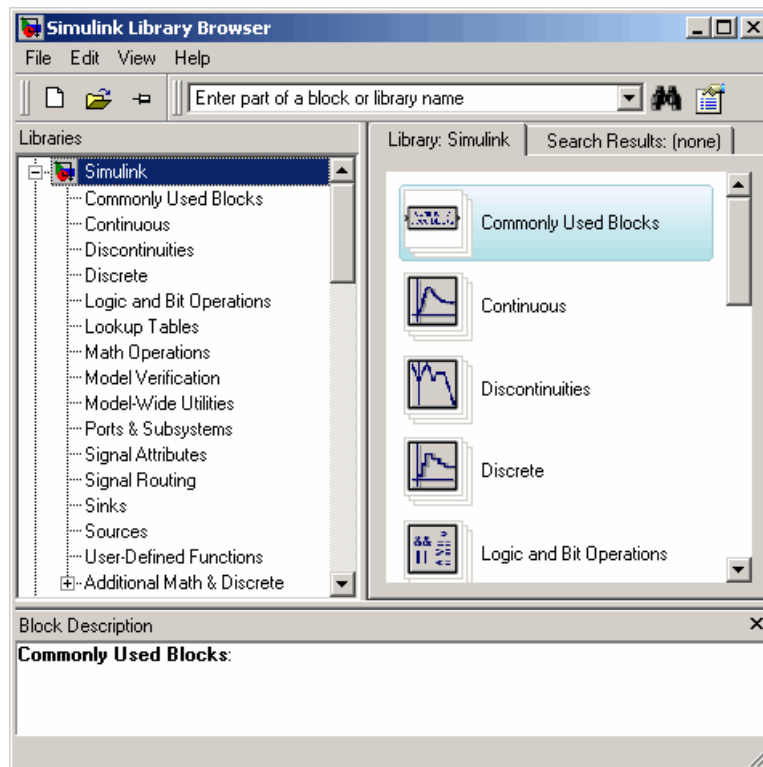 Simulink Library Browser
File Edit View Help
Enter part of a block or library name
Libraries
Simulink
Commonly Used Blocks
Continuous
Discontinuities
Discrete
Logic and Bit Operations
Lookup Tables
Math Operations
Model Verification
Model-Wide Utilities
Ports & Subsystems
Signal Attributes
Signal Routing
Sinks
Sources
User-Defined Functions
Additional Math & Discrete
Library: Simulink
Search Results: (none)
Commonly Used Blocks
Continuous
Discontinuities
Discrete
Logic and Bit Operations
Block Description
Commonly Used Blocks: